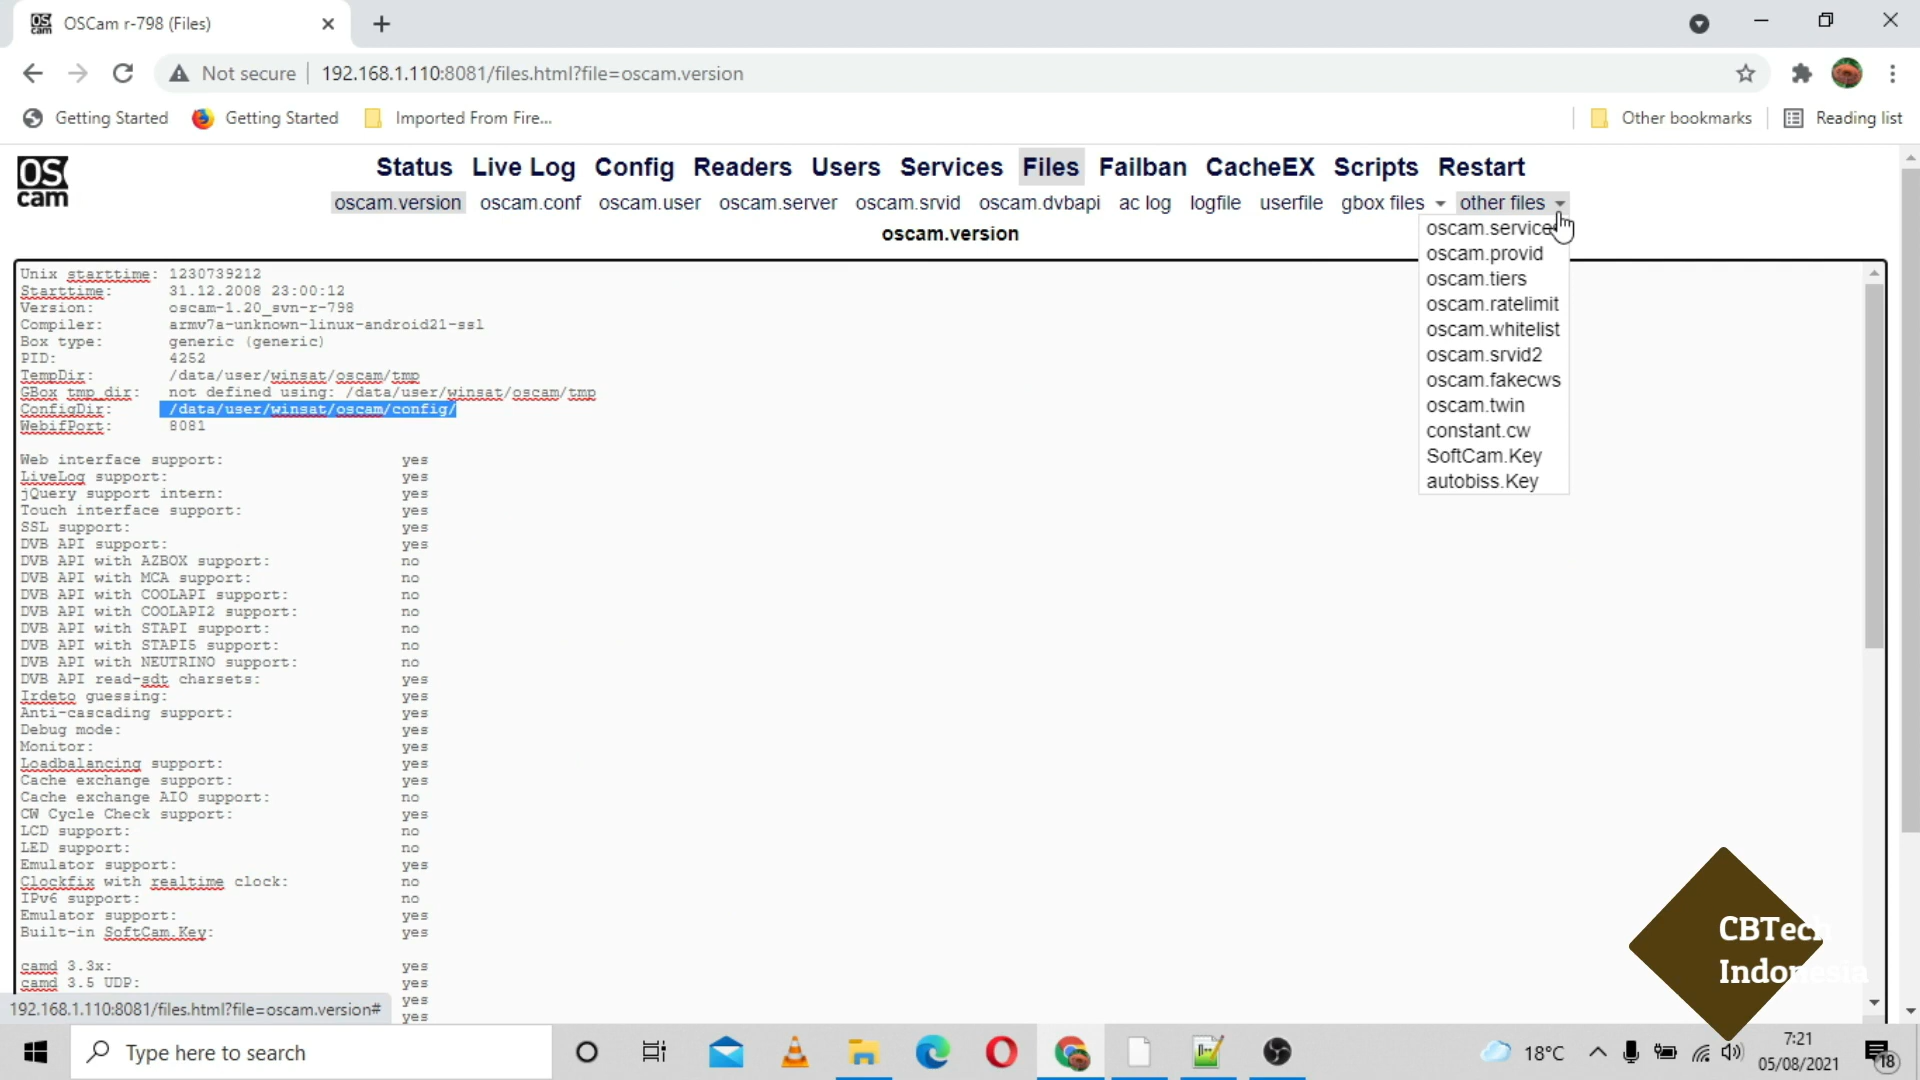 OSCam r-798 (Files)
Not secure
192.168.1.110:8081/files.html?file=oscam.version
Getting Started
Getting Started
Imported From Fire...
Other bookmarks
Reading list
OS
cam
Status Live Log Config Readers Users Services Files Failban CacheEX Scripts Restart
oscam.version oscam.conf oscam.user oscam.server oscam.srvid oscam.dvbapi ac log logfile userfile gbox files other files
oscam.version
oscam.service
oscam.provid
oscam.tiers
oscam.ratelimit
oscam.whitelist
oscam.srvid2
oscam.fakecws
oscam.twin
constant.cw
SoftCam.Key
autobiss.Key
Unix starttime: 1230739212
Starttime: 31.12.2008 23:00:12
Version: oscam-1.20_svn-r-798
Compiler: armv7a-unknown-linux-android21-ssl
Box type: generic (generic)
PID: 4252
TempDir: /data/user/winsat/oscam/tmp
GBox tmp_dir: not defined using: /data/user/winsat/oscam/tmp
ConfigDir: /data/user/winsat/oscam/config/
WebifPort: 8081
Web interface support: yes
LiveLog support: yes
jQuery support intern: yes
Touch interface support: yes
SSL support: yes
DVB API support: yes
DVB API with AZBOX support: no
DVB API with MCA support: no
DVB API with COOLAPI support: no
DVB API with COOLAPI2 support: no
DVB API with STAPI support: no
DVB API with STAPI5 support: no
DVB API with NEUTRINO support: no
DVB API read-sdt charsets: yes
Irdeto guessing: yes
Anti-cascading support: yes
Debug mode: yes
Monitor: yes
Loadbalancing support: yes
Cache exchange support: yes
Cache exchange AIO support: no
CW Cycle Check support: yes
LCD support: no
LED support: no
Emulator support: yes
Clockfix with realtime clock: no
IPv6 support: no
Emulator support: yes
Built-in SoftCam.Key: yes
camd 3.3x: yes
camd 3.5 UDP: yes
yes
yes
192.168.1.110:8081/files.html?file=oscam.version#
CBTech
Indonesia
Type here to search
18°C
7:21
05/08/2021
18